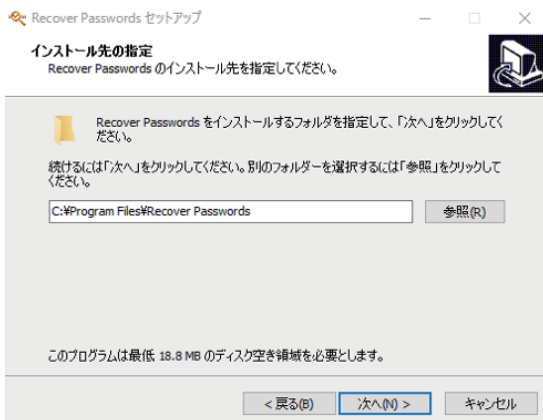 Recover Passwords セットアップ
インストール先の指定
Recover Passwords のインストール先を指定してください。
Recover Passwords をインストールするフォルダを指定して、「次へ」をクリックしてく
ださい。
続けるには「次へ」をクリックしてください。別のフォルダーを選択するには「参照」をクリックして
ください。
C:¥Program Files¥Recover Passwords
参照(R)
このプログラムは最低 18.8 MB のディスク空き領域を必要とします。
< 戻る(B)
次へ(N) >
キャンセル